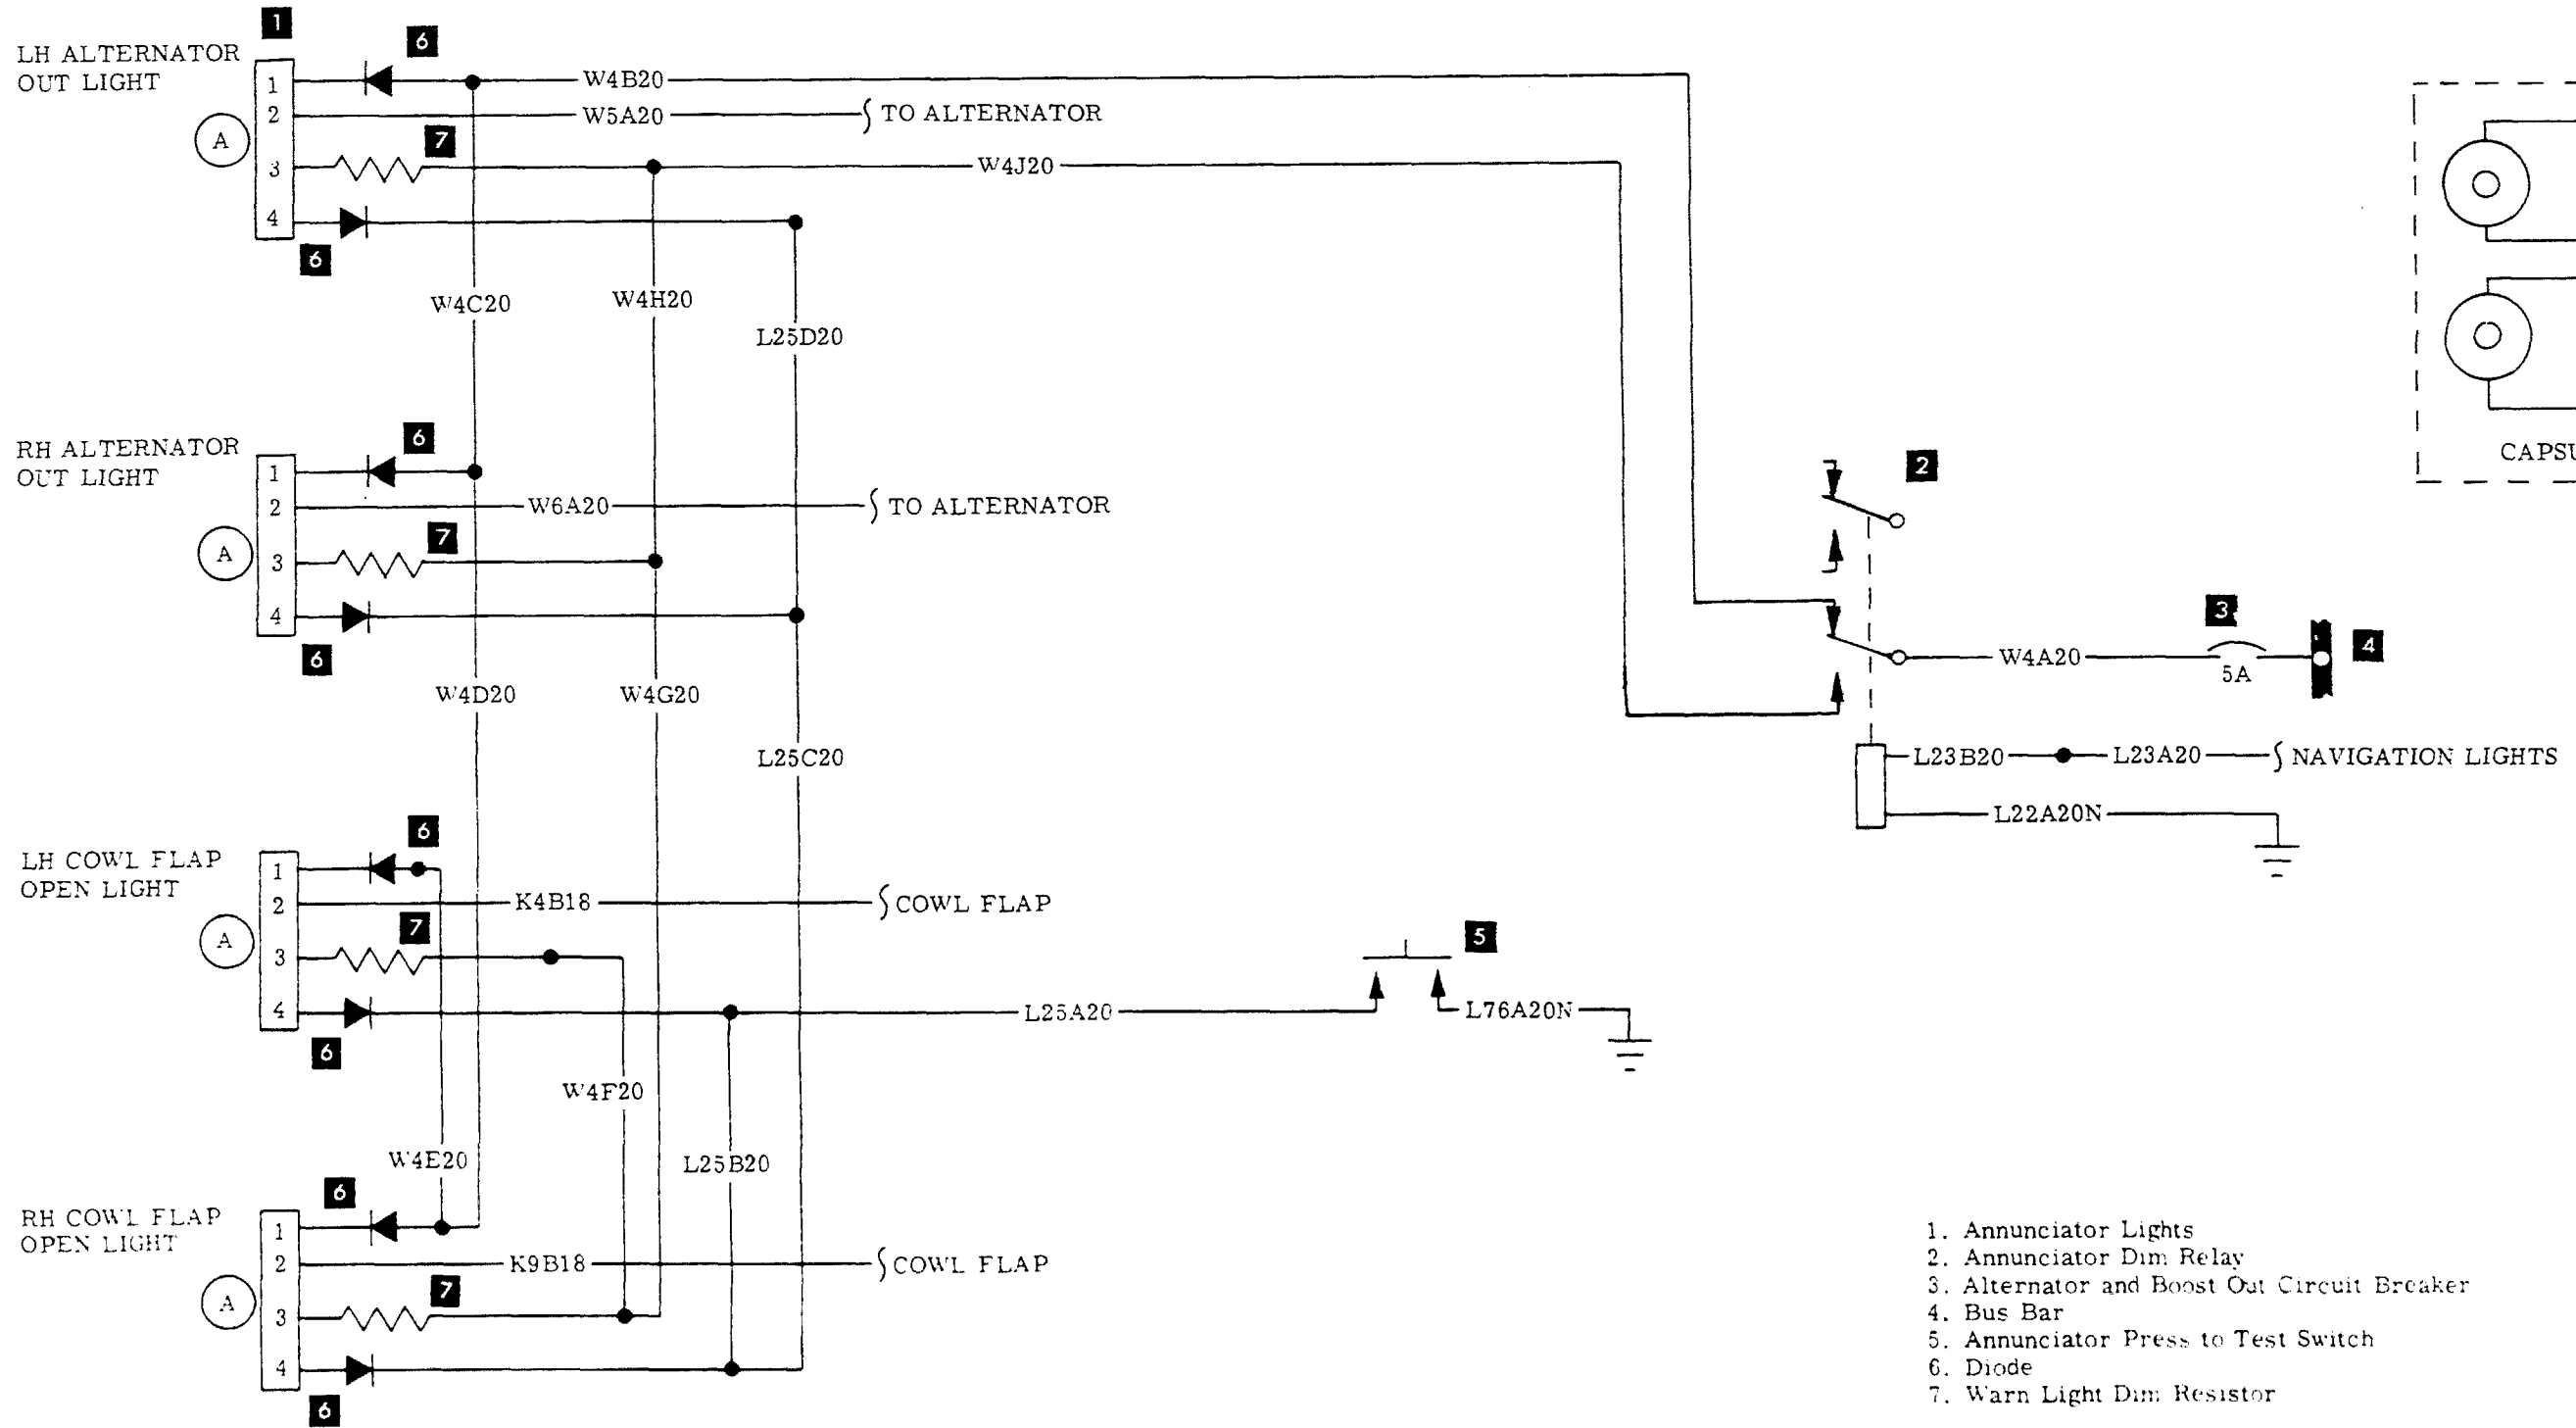 1
6
LH ALTERNATOR
OUT LIGHT
1
W4B20
2
W5A20
TO ALTERNATOR
A
7
3
W4J20
4
6
W4C20
W4H20
L25D20
CAPSU
RH ALTERNATOR
OUT LIGHT
6
1
2
2
W6A20
TO ALTERNATOR
7
A
3
4
6
3
W4A20
5A
4
W4D20
W4G20
L25C20
L23B20
L23A20
NAVIGATION LIGHTS
L22A20N
6
LH COWL FLAP
OPEN LIGHT
1
2
K4B18
COWL FLAP
7
A
3
5
4
L25A20
L76A20N
6
W4F20
W4E20
L25B20
6
RH COWL FLAP
OPEN LIGHT
1
2
K9B18
COWL FLAP
7
A
3
4
6
1. Annunciator Lights
2. Annunciator Dim Relay
3. Alternator and Boost Out Circuit Breaker
4. Bus Bar
5. Annunciator Press to Test Switch
6. Diode
7. Warn Light Dim Resistor